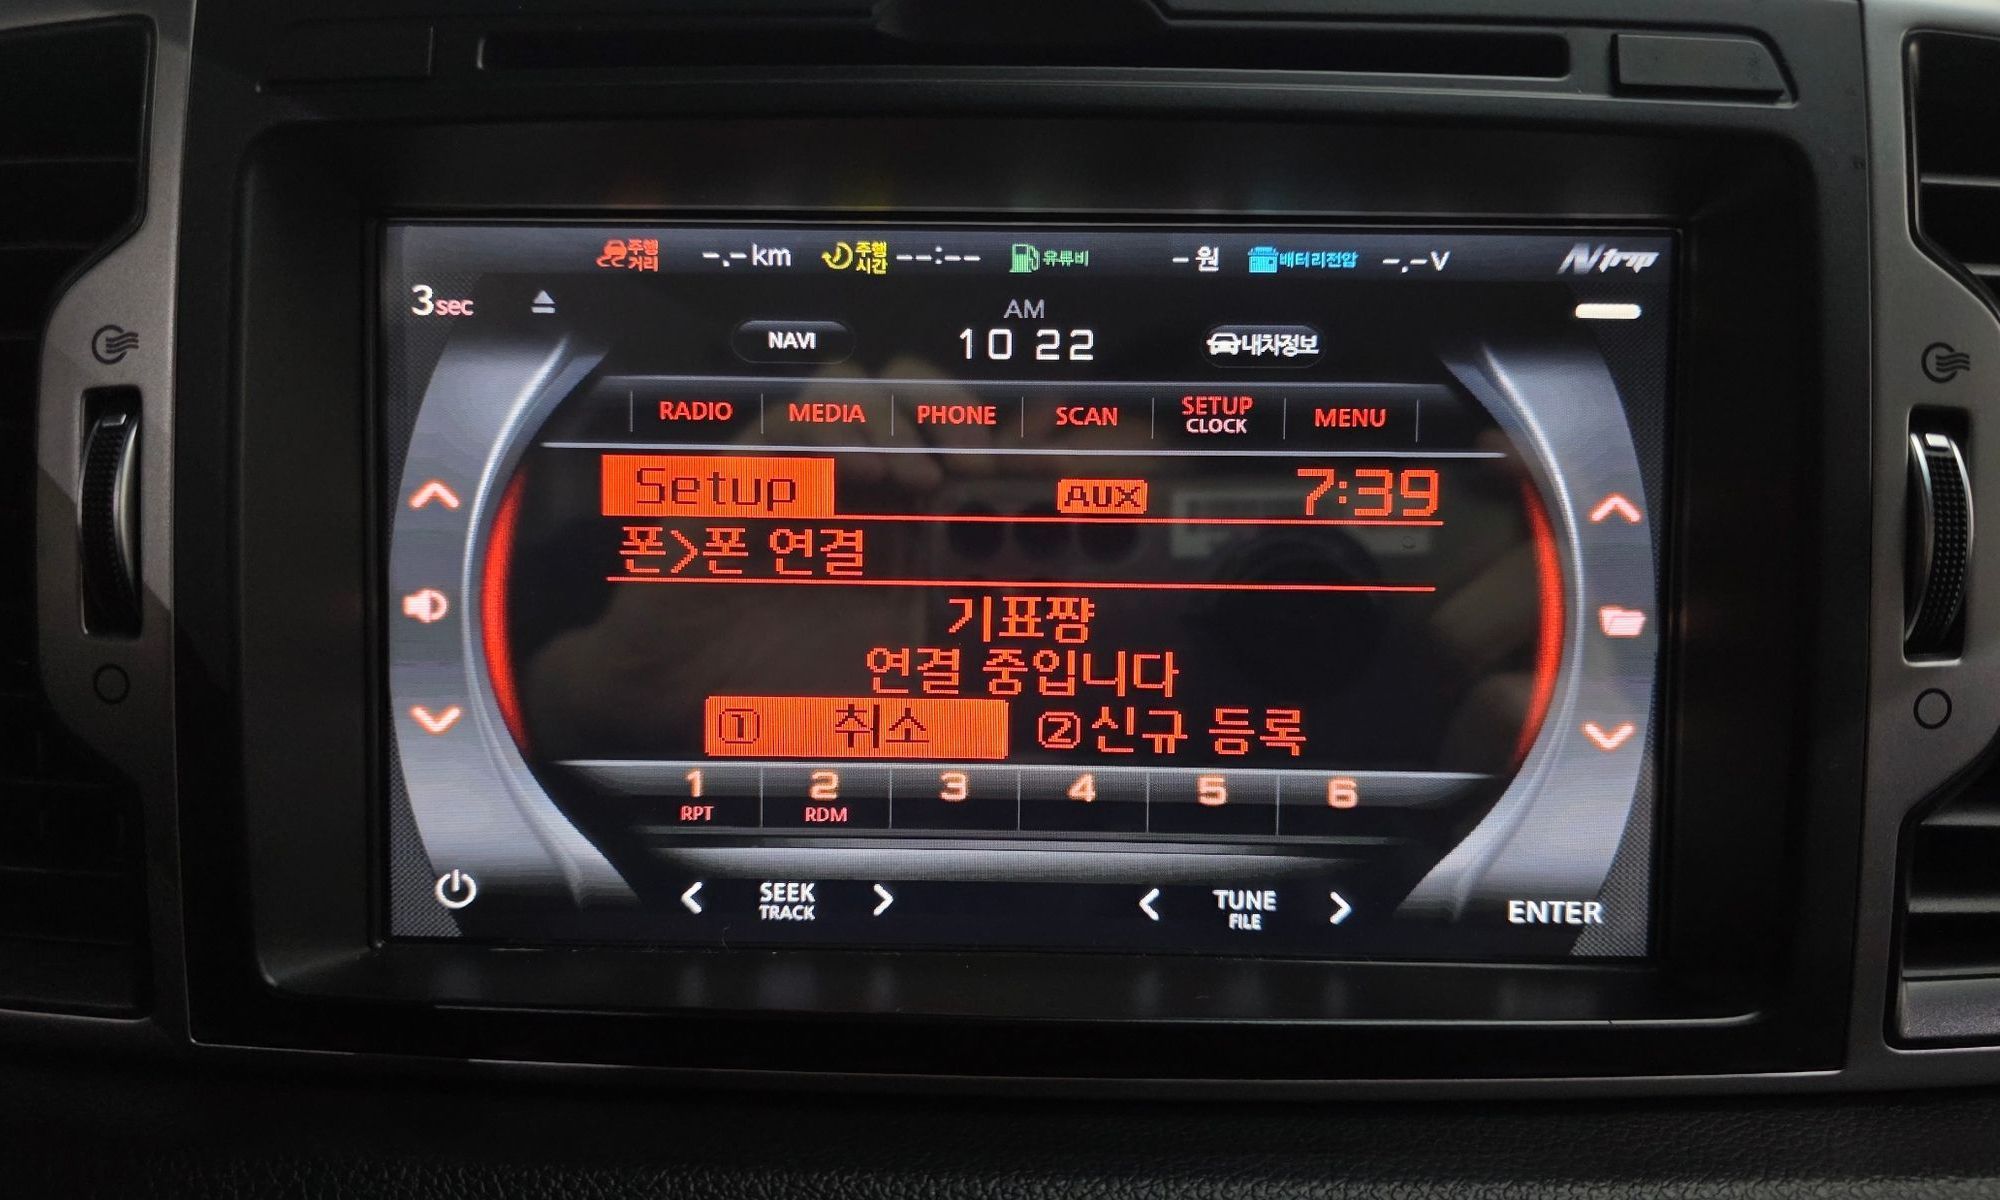 주행거리 -.-km 주행시간 --:-- 유류비 -원 배터리전압 -.-V Ntrip
3sec AM
NAVI 10 22 내차정보
RADIO MEDIA PHONE SCAN SETUP CLOCK MENU
Setup AUX 7:39
폰>폰 연결
기표쨩
연결 중입니다
① 취소 ②신규 등록
1 2 3 4 5 6
RPT RDM
< SEEK TRACK > < TUNE FILE > ENTER